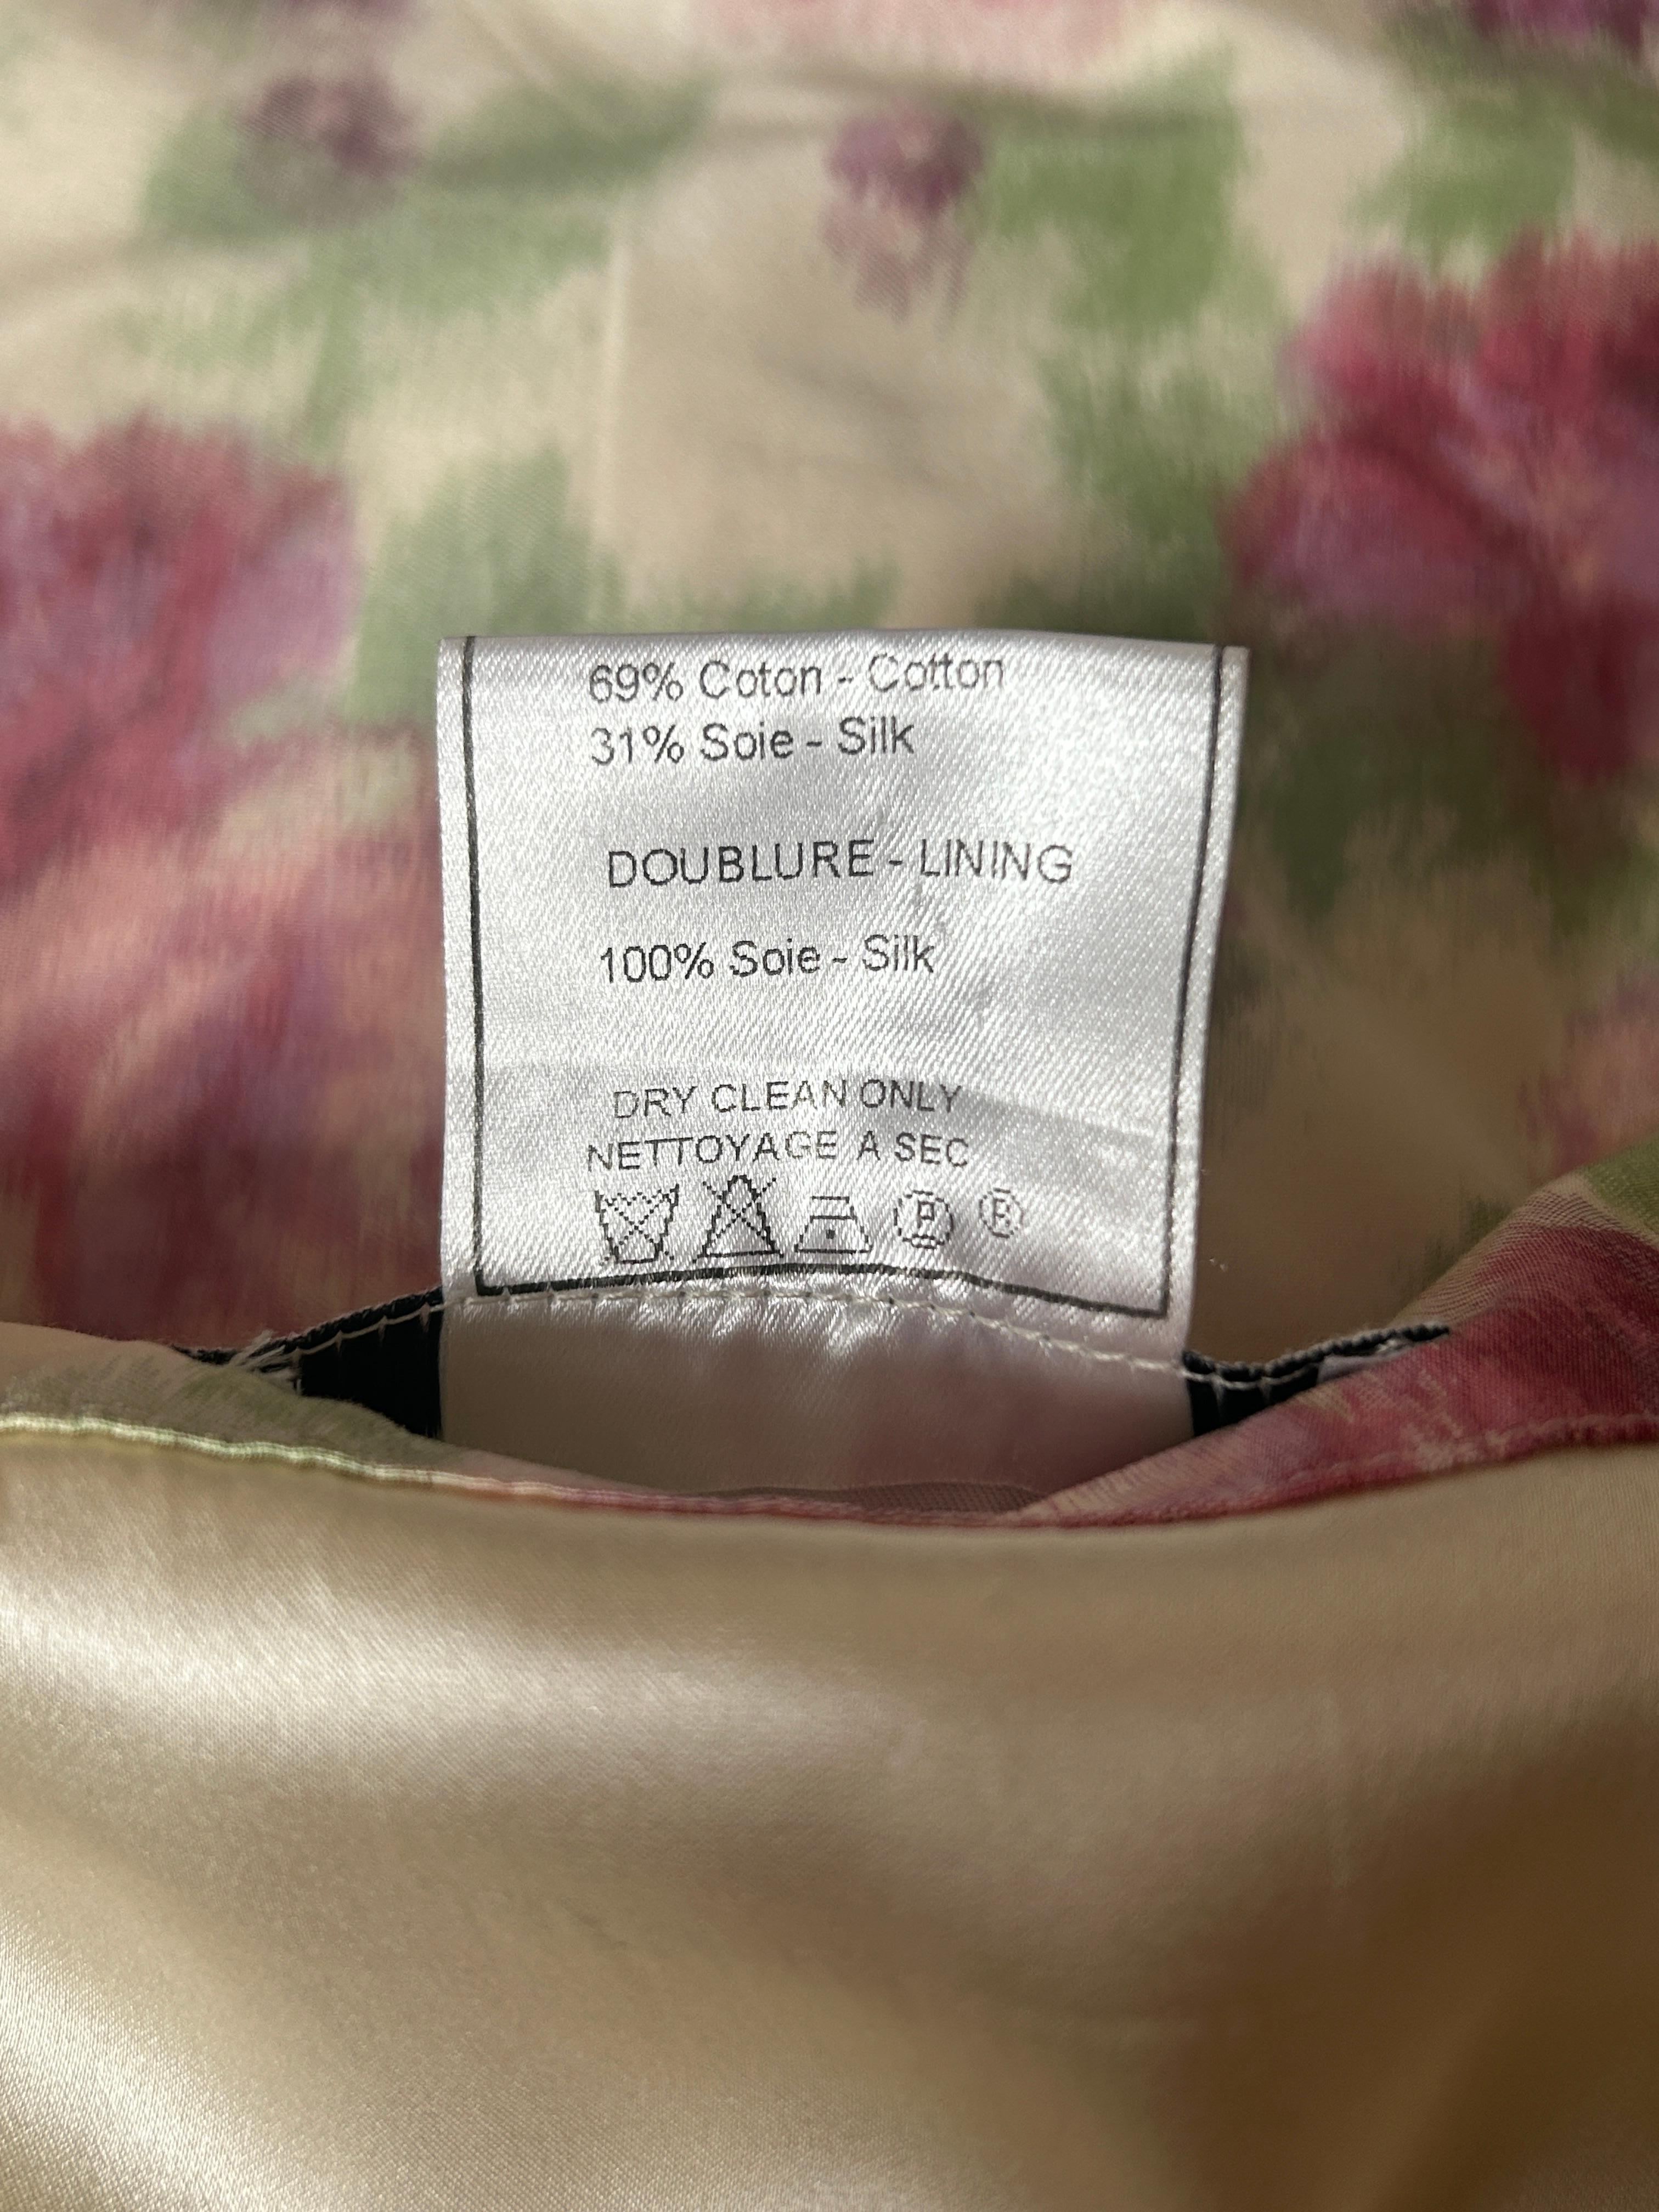 69% Coton - Cotton
31% Soie - Silk
DOUBLURE - LINING
100% Soie - Silk
DRY CLEAN ONLY
NETTOYAGE A SEC
P R